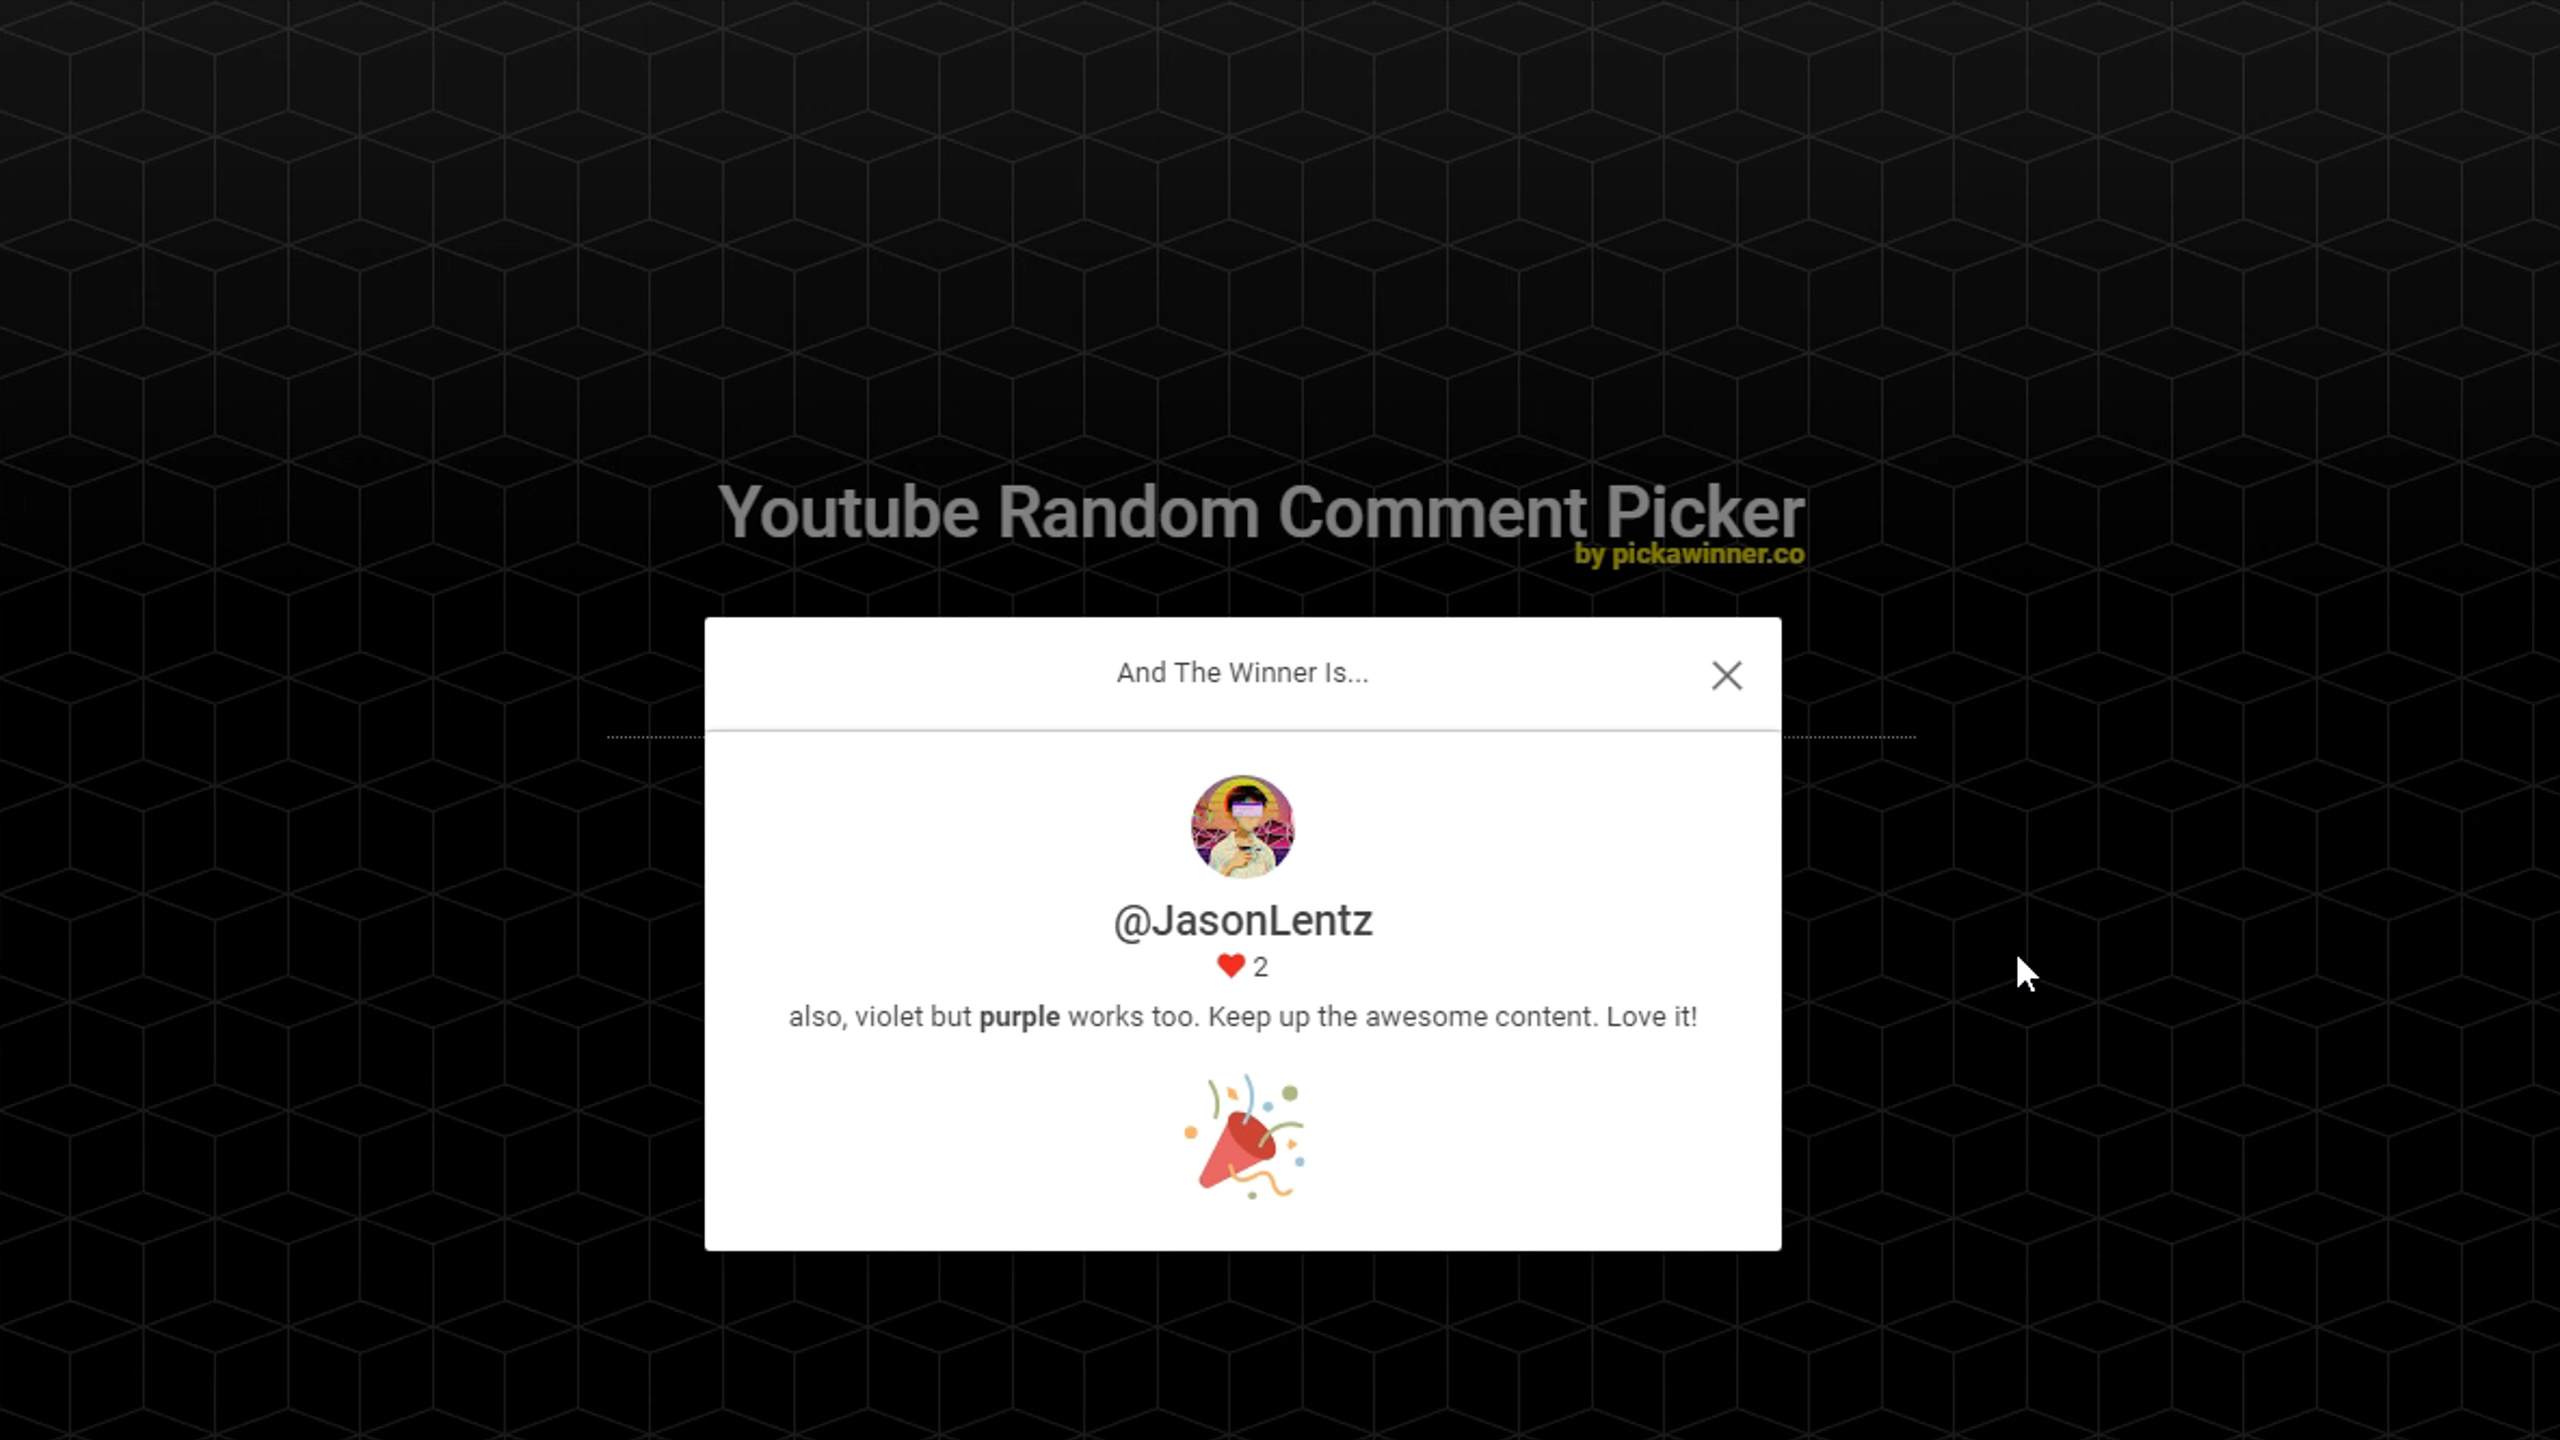 Youtube Random Comment Picker
by pickawinner.co
And The Winner Is...
@JasonLentz
2
also, violet but purple works too. Keep up the awesome content. Love it!